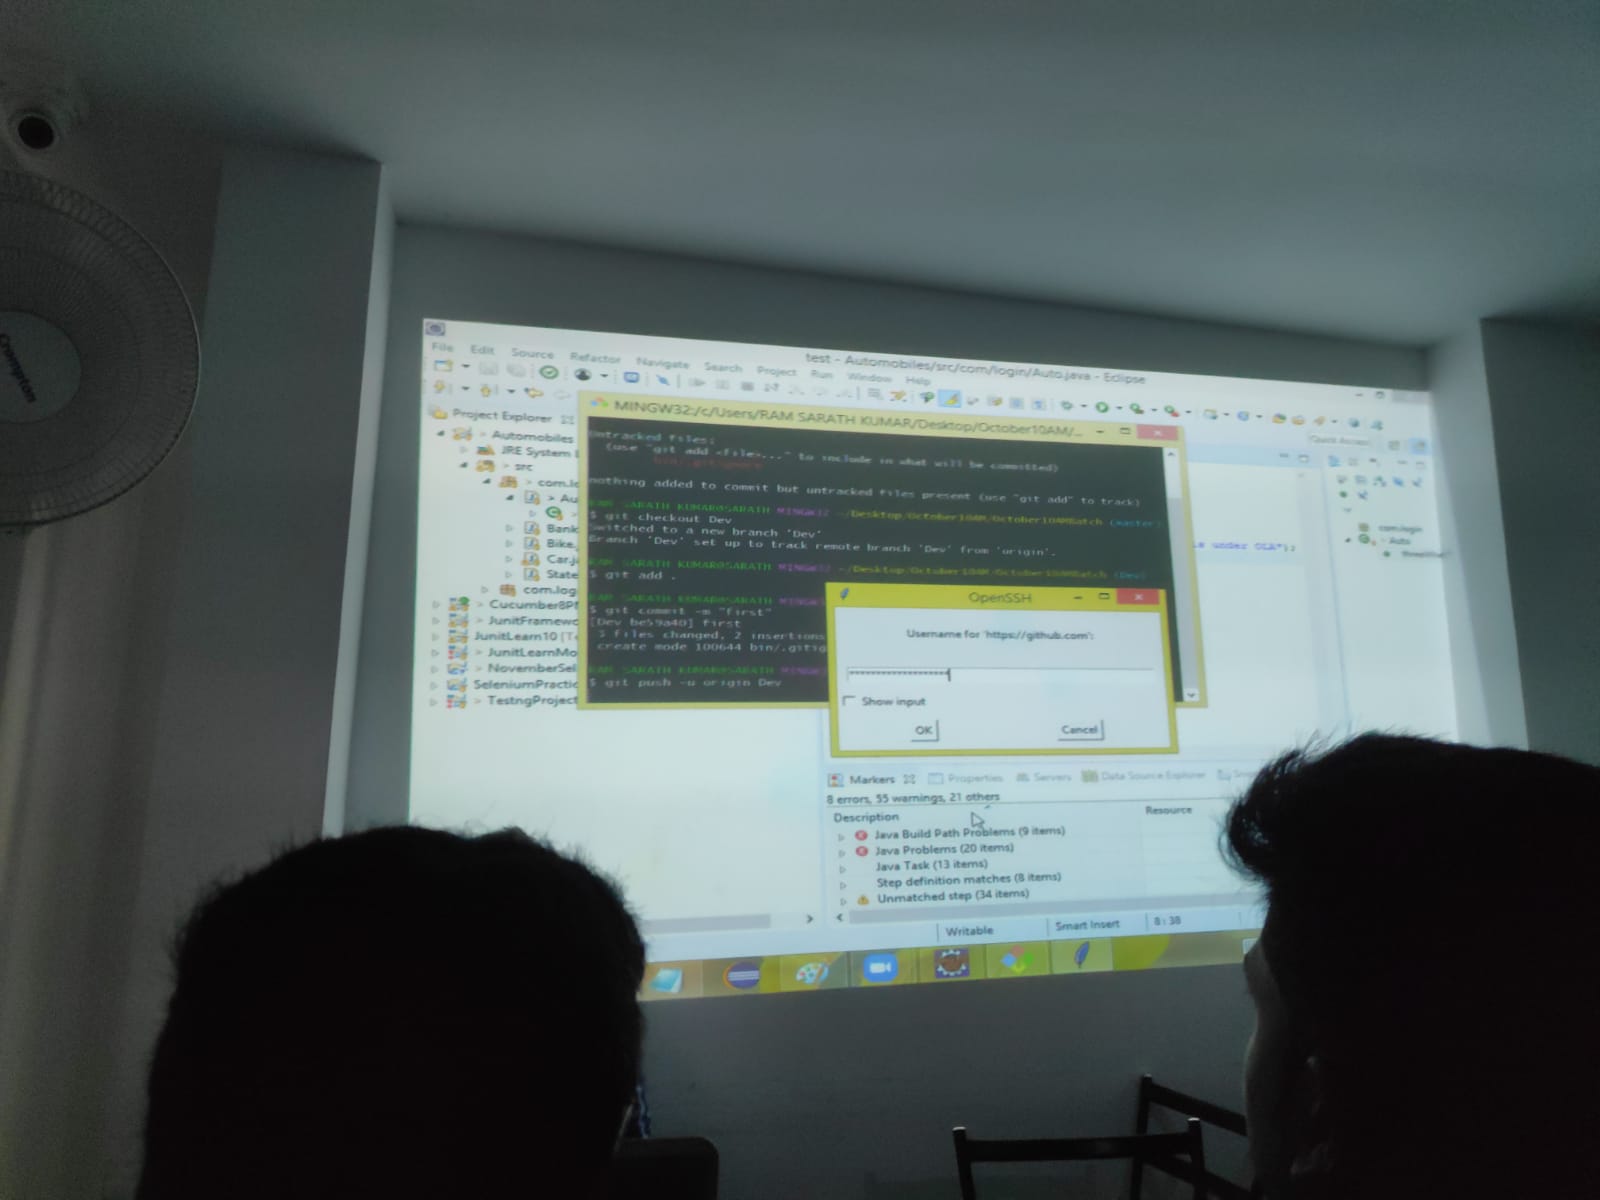 Crompton
test - Automobiles/src/com/login/Auto.java - Eclipse
File Edit Source Refactor Navigate Search Project Run Window Help
Quick Access
Project Explorer
> Automobiles
JRE System
> src
> com.lo
> Au
>
Bank
Bike.
Car.ja
State
com.log
> Cucumber8P
> JunitFramewo
JunitLearn10 [T
> JunitLearnMo
> NovemberSel
SeleniumPractic
> TestngProject
MINGW32:/c/Users/RAM SARATH KUMAR/Desktop/October10AM/...
Untracked files:
(use "git add <file>..." to include in what will be committed)
bin/.gitignore
nothing added to commit but untracked files present (use "git add" to track)
RAM SARATH KUMAR@SARATH MINGW32 ~/Desktop/October10AM/October10AMBatch (master)
$ git checkout Dev
Switched to a new branch 'Dev'
Branch 'Dev' set up to track remote branch 'Dev' from 'origin'.
RAM SARATH KUMAR@SARATH MINGW32 ~/Desktop/October10AM/October10AMBatch (Dev)
$ git add .
RAM SARATH KUMAR@SARATH MINGW3
$ git commit -m "first"
[Dev be59a40] first
files changed, 2 insertions
create mode 100644 bin/.gitig
RAM SARATH KUMAR@SARATH MINGW3
$ git push -u origin Dev
OpenSSH
Username for 'https://github.com':
Show input
OK Cancel
under OLA");
com.login
Auto
Markers Properties Servers Data Source Explorer
8 errors, 55 warnings, 21 others
Description Resource
Java Build Path Problems (9 items)
Java Problems (20 items)
Java Task (13 items)
Step definition matches (8 items)
Unmatched step (34 items)
Writable Smart Insert 8 : 38